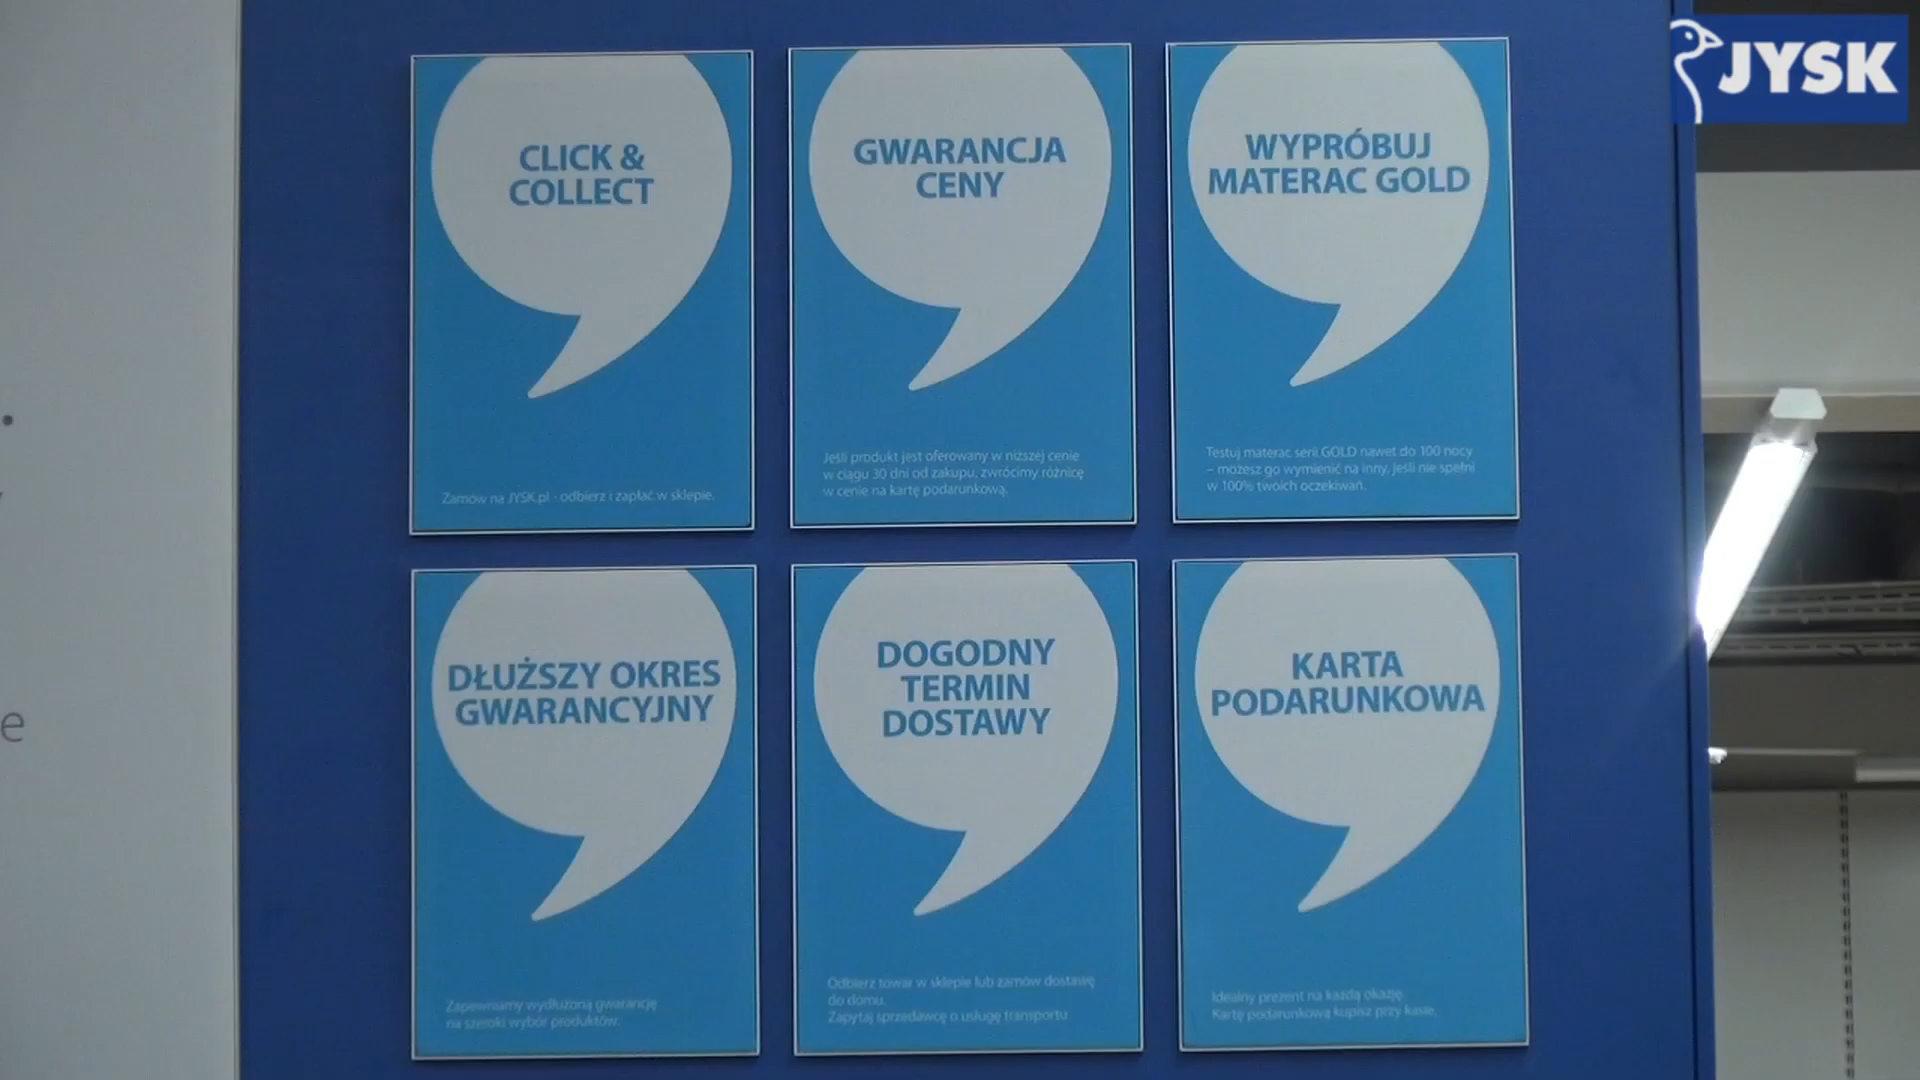 JYSK
CLICK &
COLLECT
Zamów na JYSK.pl - odbierz i zapłać w sklepie.
GWARANCJA
CENY
Jeśli produkt jest oferowany w niższej cenie
w ciągu 30 dni od zakupu, zwrócimy różnicę
w cenie na kartę podarunkową.
WYPRÓBUJ
MATERAC GOLD
Testuj materac serii GOLD nawet do 100 nocy
– możesz go wymienić na inny, jeśli nie spełni
w 100% twoich oczekiwań.
DŁUŻSZY OKRES
GWARANCYJNY
Zapewniamy wydłużoną gwarancję
na szeroki wybór produktów.
DOGODNY
TERMIN
DOSTAWY
Odbierz towar w sklepie lub zamów dostawę
do domu.
Zapytaj sprzedawcę o usługę transportu
KARTA
PODARUNKOWA
Idealny prezent na każdą okazję.
Kartę podarunkową kupisz przy kasie.